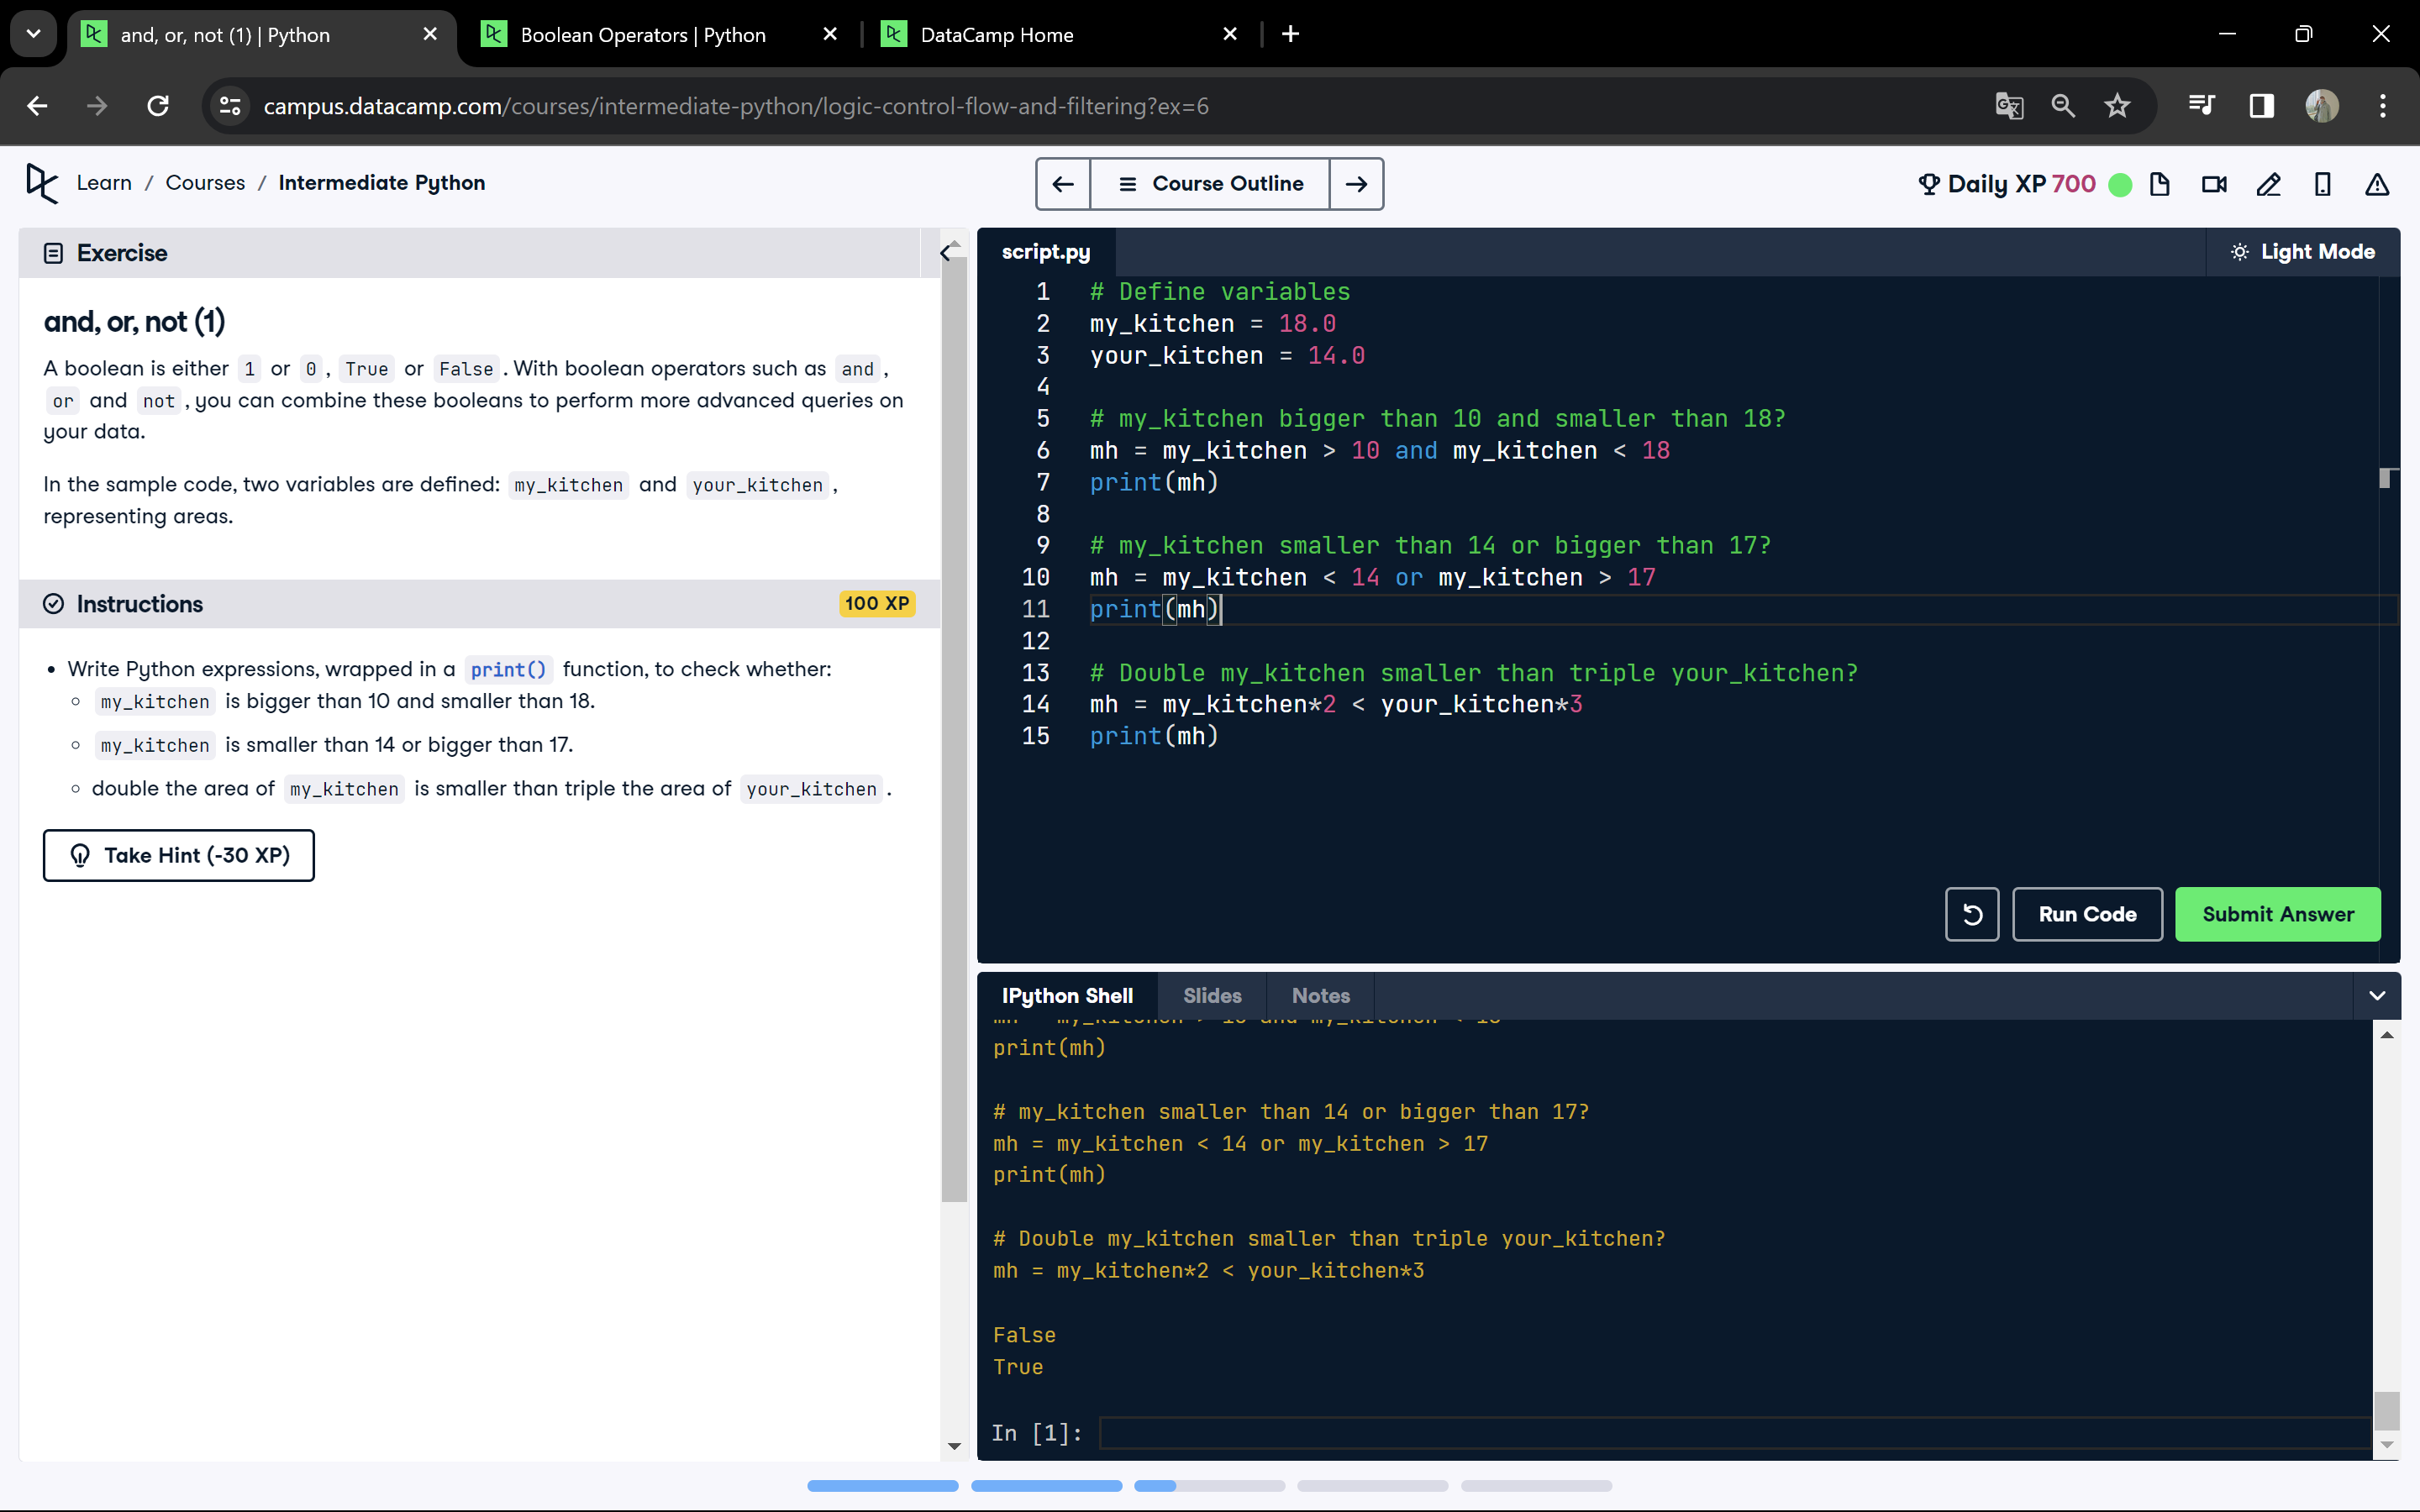 and, or, not (1) | Python
Boolean Operators | Python
DataCamp Home
campus.datacamp.com/courses/intermediate-python/logic-control-flow-and-filtering?ex=6
Learn / Courses / Intermediate Python
Course Outline
Daily XP 700
Exercise
and, or, not (1)
A boolean is either 1 or 0, True or False. With boolean operators such as and,
or and not, you can combine these booleans to perform more advanced queries on
your data.
In the sample code, two variables are defined: my_kitchen and your_kitchen,
representing areas.
Instructions
100 XP
Write Python expressions, wrapped in a print() function, to check whether:
my_kitchen is bigger than 10 and smaller than 18.
my_kitchen is smaller than 14 or bigger than 17.
double the area of my_kitchen is smaller than triple the area of your_kitchen.
Take Hint (-30 XP)
script.py
Light Mode
1 # Define variables
2 my_kitchen = 18.0
3 your_kitchen = 14.0
4
5 # my_kitchen bigger than 10 and smaller than 18?
6 mh = my_kitchen > 10 and my_kitchen < 18
7 print(mh)
8
9 # my_kitchen smaller than 14 or bigger than 17?
10 mh = my_kitchen < 14 or my_kitchen > 17
11 print(mh)
12
13 # Double my_kitchen smaller than triple your_kitchen?
14 mh = my_kitchen*2 < your_kitchen*3
15 print(mh)
Run Code
Submit Answer
IPython Shell
Slides
Notes
mh = my_kitchen > 10 and my_kitchen < 18
print(mh)
# my_kitchen smaller than 14 or bigger than 17?
mh = my_kitchen < 14 or my_kitchen > 17
print(mh)
# Double my_kitchen smaller than triple your_kitchen?
mh = my_kitchen*2 < your_kitchen*3
False
True
In [1]: